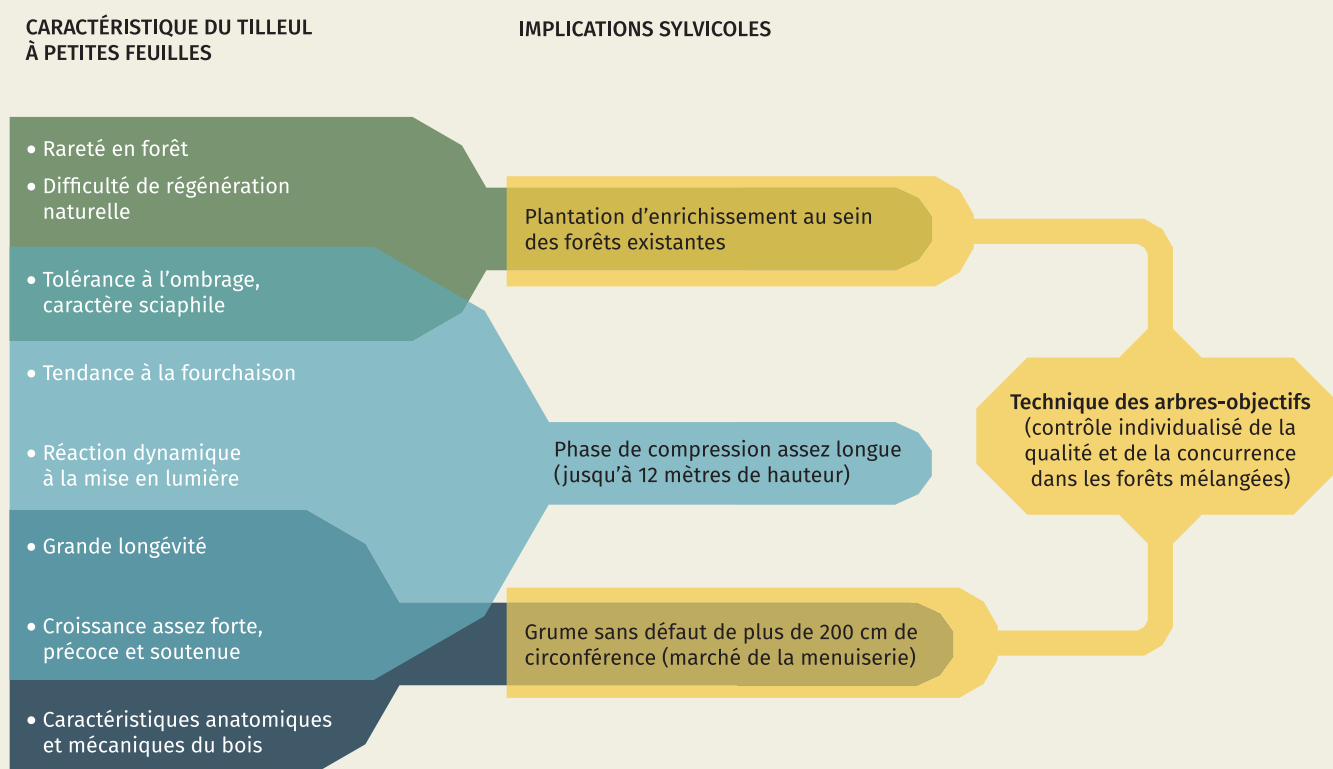 CARACTÉRISTIQUE DU TILLEUL
À PETITES FEUILLES
IMPLICATIONS SYLVICOLES
• Rareté en forêt
• Difficulté de régénération
naturelle
• Tolérance à l'ombrage,
caractère sciaphile
• Tendance à la fourchaison
• Réaction dynamique
à la mise en lumière
• Grande longévité
• Croissance assez forte,
précoce et soutenue
• Caractéristiques anatomiques
et mécaniques du bois
Plantation d'enrichissement au sein
des forêts existantes
Phase de compression assez longue
(jusqu'à 12 mètres de hauteur)
Grume sans défaut de plus de 200 cm de
circonférence (marché de la menuiserie)
Technique des arbres-objectifs
(contrôle individualisé de la
qualité et de la concurrence
dans les forêts mélangées)